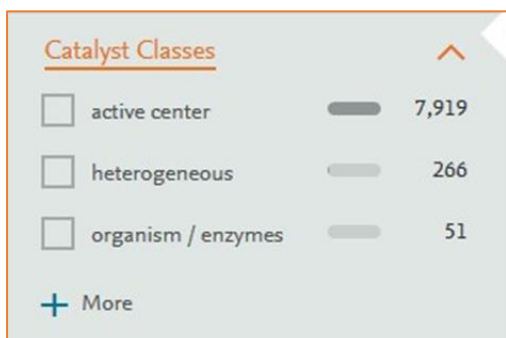 Catalyst Classes
active center 7,919
heterogeneous 266
organism / enzymes 51
+ More